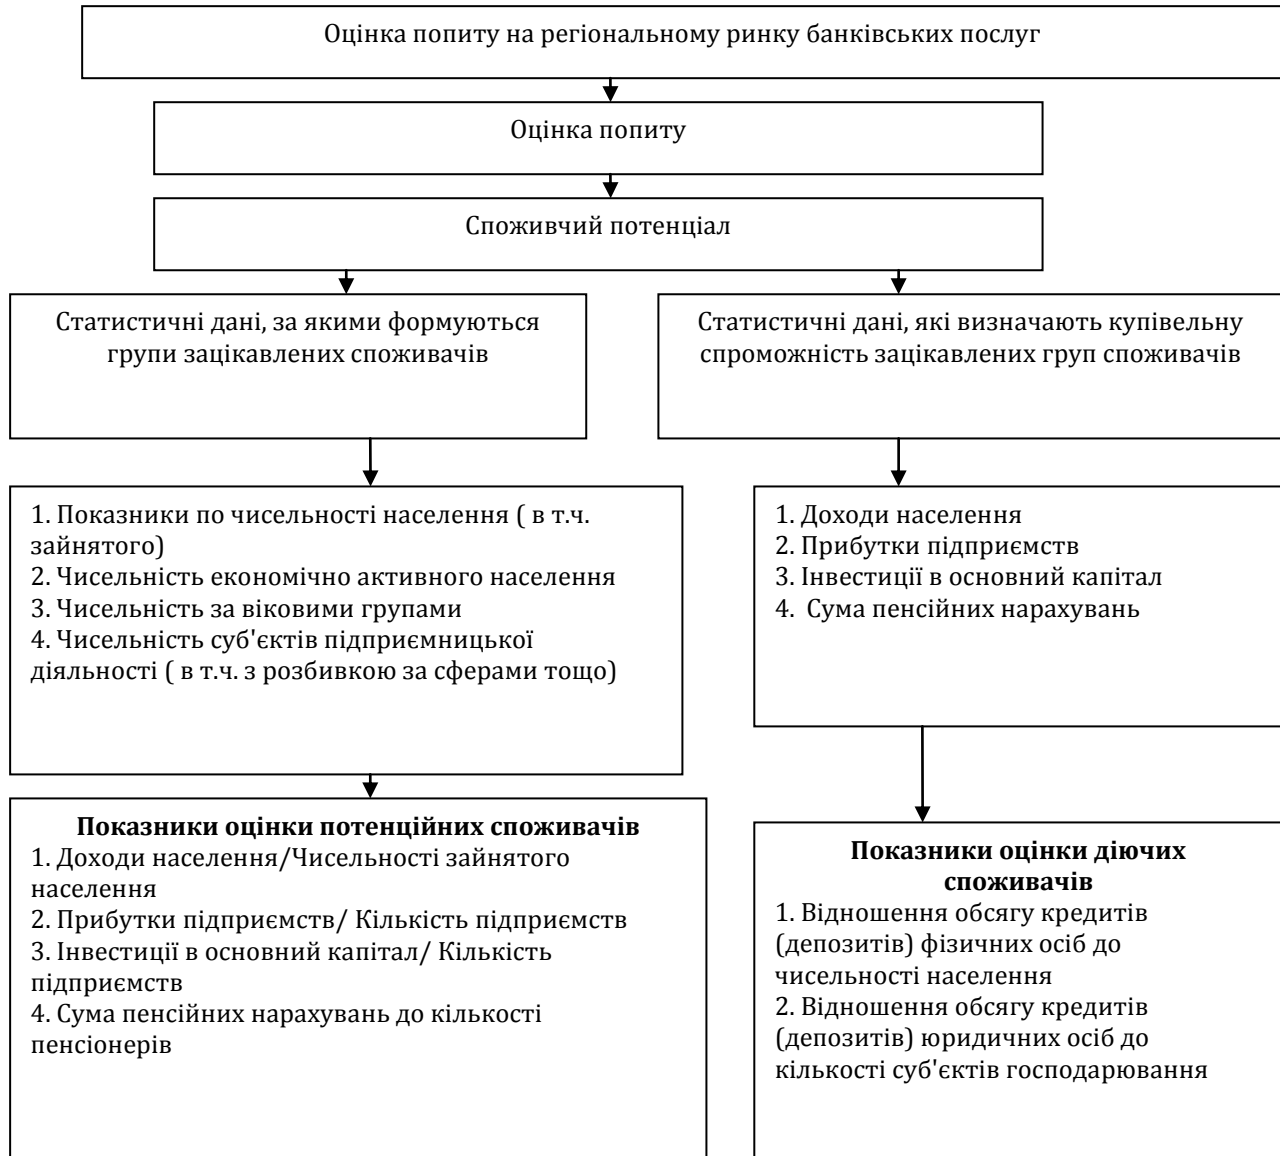 Оцінка попиту на регіональному ринку банківських послуг
Оцінка попиту
Споживчий потенціал
Статистичні дані, за якими формуються
групи зацікавлених споживачів
Статистичні дані, які визначають купівельну
спроможність зацікавлених груп споживачів
1. Показники по чисельності населення ( в т.ч.
зайнятого)
2. Чисельність економічно активного населення
3. Чисельність за віковими групами
4. Чисельність суб'єктів підприємницької
діяльності ( в т.ч. з розбивкою за сферами тощо)
1. Доходи населення
2. Прибутки підприємств
3. Інвестиції в основний капітал
4.  Сума пенсійних нарахувань
Показники оцінки потенційних споживачів
1. Доходи населення/Чисельності зайнятого
населення
2. Прибутки підприємств/ Кількість підприємств
3. Інвестиції в основний капітал/ Кількість
підприємств
4. Сума пенсійних нарахувань до кількості
пенсіонерів
Показники оцінки діючих
споживачів
1. Відношення обсягу кредитів
(депозитів) фізичних осіб до
чисельності населення
2. Відношення обсягу кредитів
(депозитів) юридичних осіб до
кількості суб'єктів господарювання